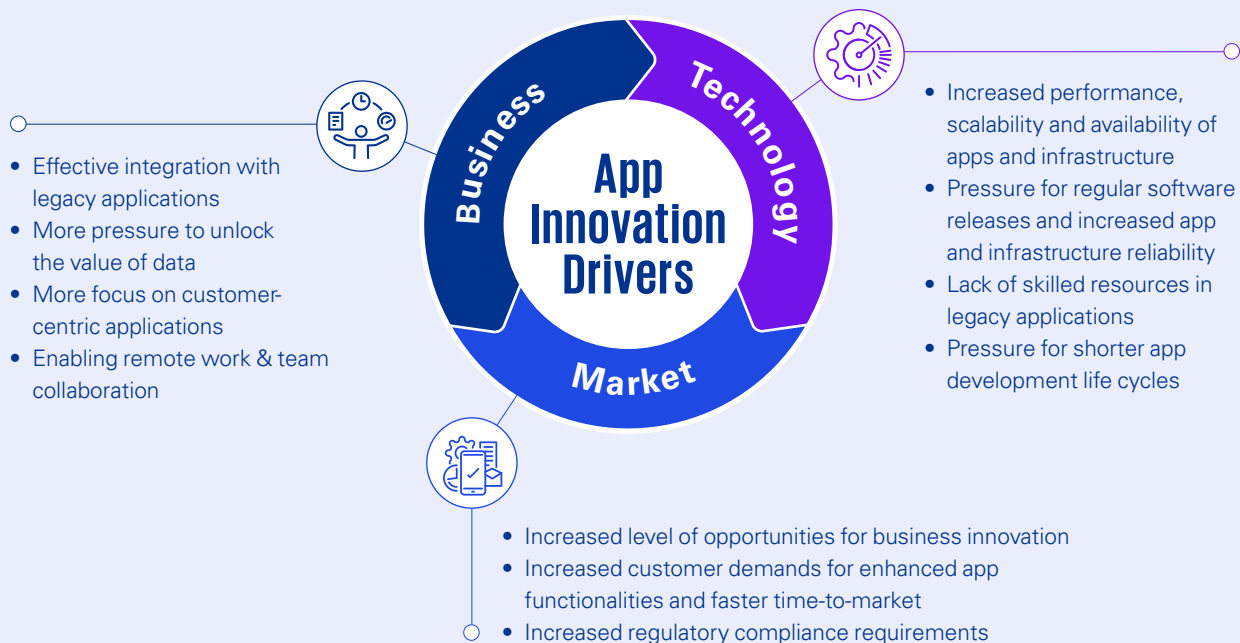 Business
Technology
Market
App
Innovation
Drivers
• Effective integration with
legacy applications
• More pressure to unlock
the value of data
• More focus on customer-
centric applications
• Enabling remote work & team
collaboration
• Increased performance,
scalability and availability of
apps and infrastructure
• Pressure for regular software
releases and increased app
and infrastructure reliability
• Lack of skilled resources in
legacy applications
• Pressure for shorter app
development life cycles
• Increased level of opportunities for business innovation
• Increased customer demands for enhanced app
functionalities and faster time-to-market
• Increased regulatory compliance requirements